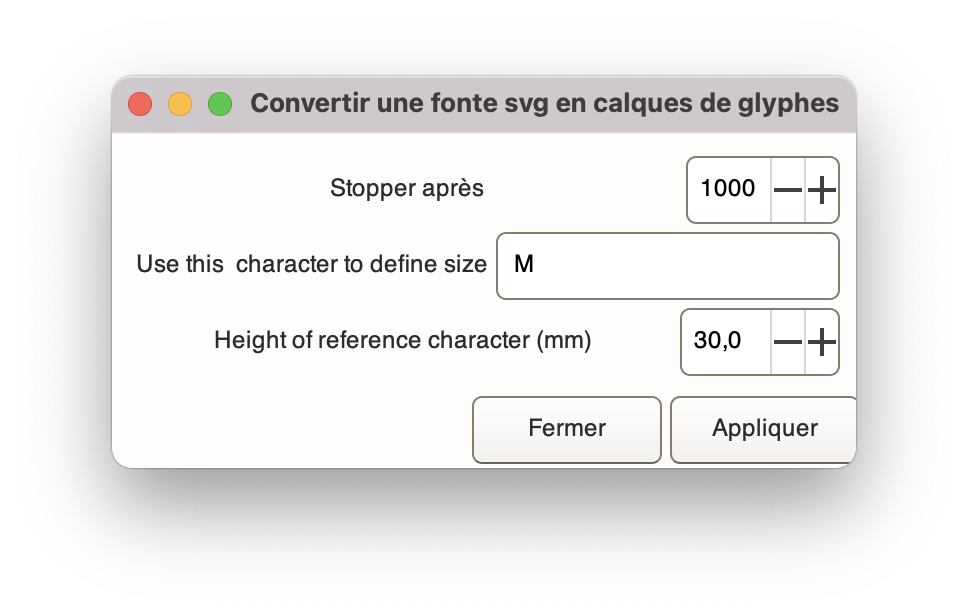 Convertir une fonte svg en calques de glyphes
Stopper après 1000
Use this  character to define size M
Height of reference character (mm) 30,0
Fermer Appliquer